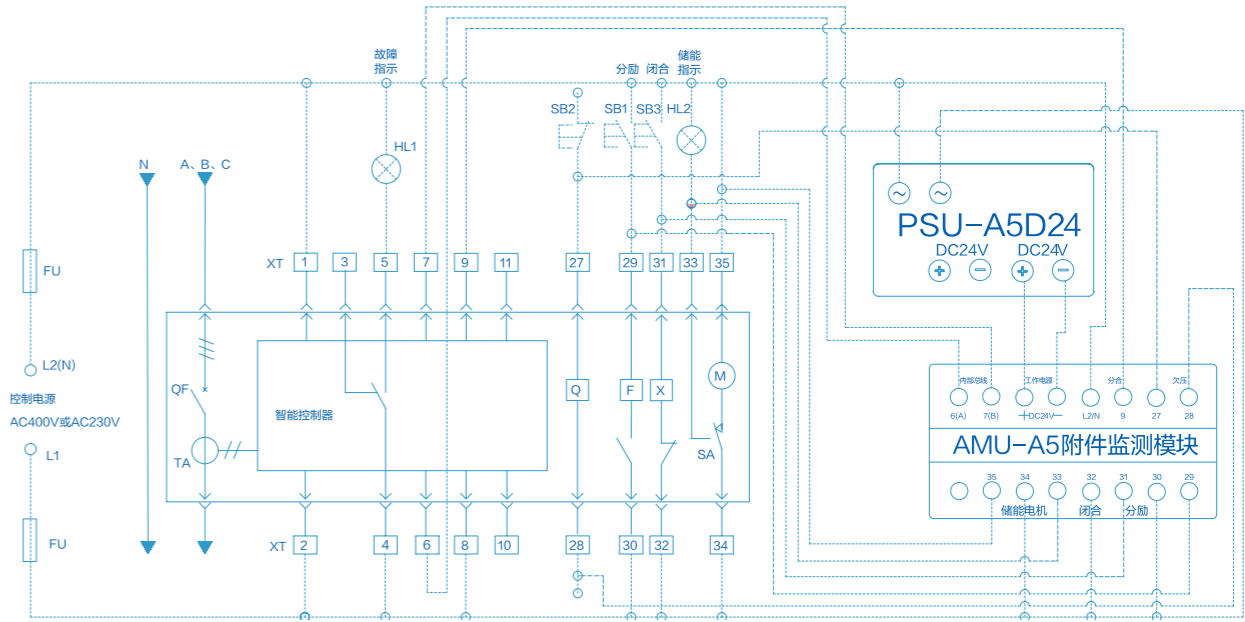 故障
指示
储能
指示
分励
闭合
SB2
SB1
SB3
HL2
HL1
N
A、B、C
FU
L2(N)
控制电源
AC400V或AC230V
L1
FU
XT
1
3
5
7
9
11
27
29
31
33
35
QF
TA
智能控制器
Q
F
X
M
SA
XT
2
4
6
8
10
28
30
32
34
PSU-A5D24
DC24V
DC24V
内部总线
工作电源
分合
欠压
6(A)
7(B)
DC24V
L2/N
9
27
28
AMU-A5附件监测模块
35
34
33
32
31
30
29
储能电机
闭合
分励